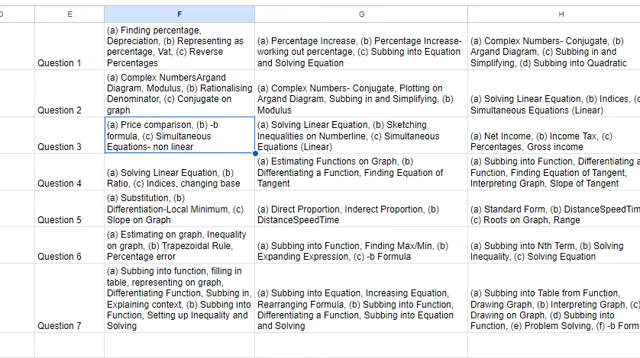 D E F G H
(a) Finding percentage,
Depreciation, (b) Representing as
percentage, Vat, (c) Reverse
Percentages
Question 1
(a) Percentage Increase, (b) Percentage Increase-
working out percentage, (c) Subbing into Equation
and Solving Equation
(a) Complex Numbers- Conjugate, (b)
Argand Diagram, (c) Subbing in and
Simplifying, (d) Subbing into Quadratic
(a) Complex NumbersArgand
Diagram, Modulus, (b) Rationalising
Denominator, (c) Conjugate on
graph
Question 2
(a) Complex Numbers- Conjugate, Plotting on
Argand Diagram, Subbing in and Simplifying, (b)
Modulus
(a) Solving Linear Equation, (b) Indices, (c
Simultaneous Equations (Linear)
(a) Price comparison, (b) -b
formula, (c) Simultaneous
Equations- non linear
Question 3
(a) Solving Linear Equation, (b) Sketching
Inequalities on Numberline, (c) Simultaneous
Equations (Linear)
(a) Net Income, (b) Income Tax, (c)
Percentages, Gross income
(a) Solving Linear Equation, (b)
Ratio, (c) Indices, changing base
Question 4
(a) Estimating Functions on Graph, (b)
Differentiating a Function, Finding Equation of
Tangent
(a) Subbing into Function, Differentiating a
Function, Finding Equation of Tangent,
Interpreting Graph, Slope of Tangent
(a) Substitution, (b)
Differentiation-Local Minimum, (c)
Slope on Graph
Question 5
(a) Direct Proportion, Inderect Proportion, (b)
DistanceSpeedTime
(a) Standard Form, (b) DistanceSpeedTim
(c) Roots on Graph, Range
(a) Estimating on graph, Inequality
on graph, (b) Trapezoidal Rule,
Percentage error
Question 6
(a) Subbing into Function, Finding Max/Min, (b)
Expanding Expression, (c) -b Formula
(a) Subbing into Nth Term, (b) Solving
Inequality, (c) Solving Equation
(a) Subbing into function, filling in
table, representing on graph,
Differentiating Function, Subbing in,
Explaining context, (b) Subbing into
Function, Setting up Inequality and
Solving
Question 7
(a) Subbing into Equation, Increasing Equation,
Rearranging Formula, (b) Subbing into Function,
Differentiating a Function, Subbing into Equation
and Solving
(a) Subbing into Table from Function,
Drawing Graph, (b) Interpreting Graph, (c)
Drawing on Graph, (d) Subbing into
Function, (e) Problem Solving, (f) -b Form